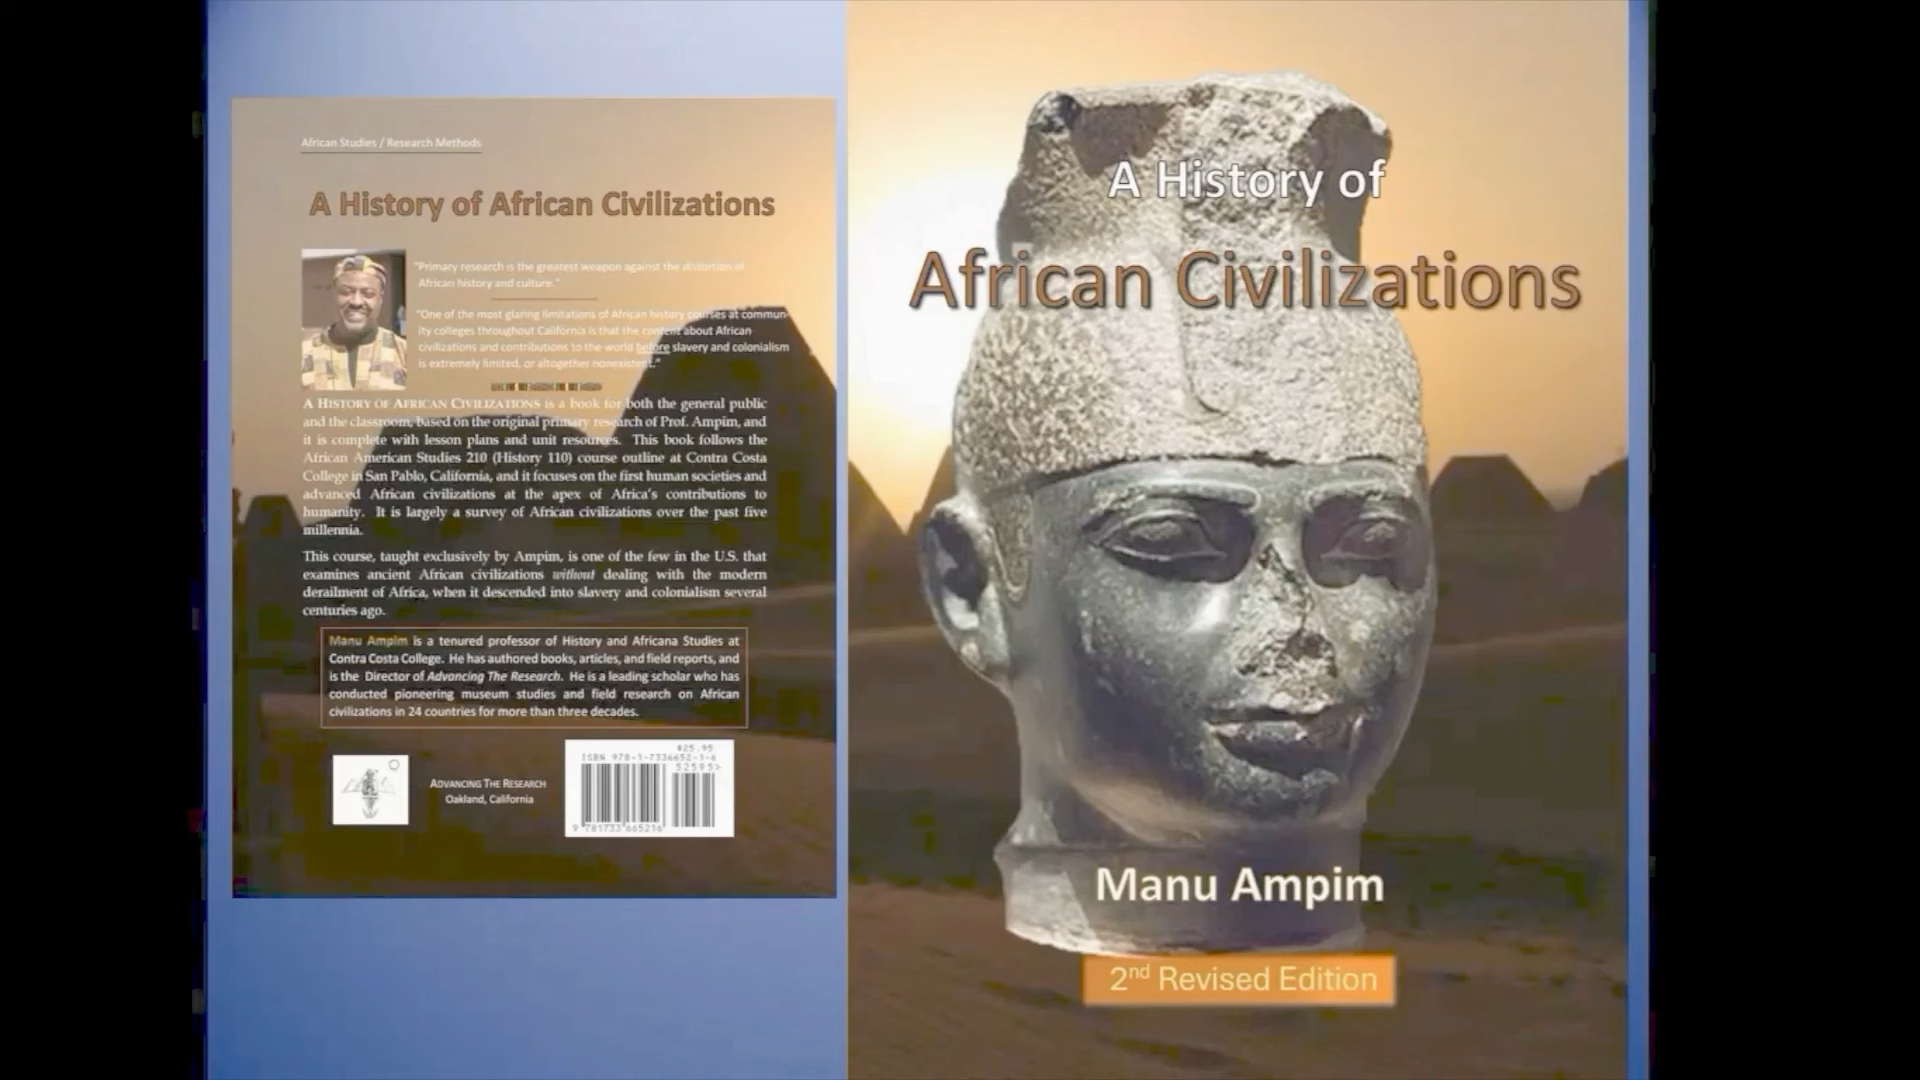 African Studies / Research Methods
A History of African Civilizations
"Primary research is the greatest weapon against the distortion of
African history and culture."
"One of the most glaring limitations of African history courses at commun-
ity colleges throughout California is that the content about African
civilizations and contributions to the world before slavery and colonialism
is extremely limited, or altogether nonexistent."
A HISTORY OF AFRICAN CIVILIZATIONS is a book for both the general public
and the classroom, based on the original primary research of Prof. Ampim, and
it is complete with lesson plans and unit resources. This book follows the
African American Studies 210 (History 110) course outline at Contra Costa
College in San Pablo, California, and it focuses on the first human societies and
advanced African civilizations at the apex of Africa's contributions to
humanity. It is largely a survey of African civilizations over the past five
millennia.
This course, taught exclusively by Ampim, is one of the few in the U.S. that
examines ancient African civilizations without dealing with the modern
derailment of Africa, when it descended into slavery and colonialism several
centuries ago.
Manu Ampim is a tenured professor of History and Africana Studies at
Contra Costa College. He has authored books, articles, and field reports, and
is the Director of Advancing The Research. He is a leading scholar who has
conducted pioneering museum studies and field research on African
civilizations in 24 countries for more than three decades.
ADVANCING THE RESEARCH
Oakland, California
$25.95
ISBN 978-1-7336652-1-6
52595>
9 781733 665216
A History of
African Civilizations
Manu Ampim
2nd Revised Edition